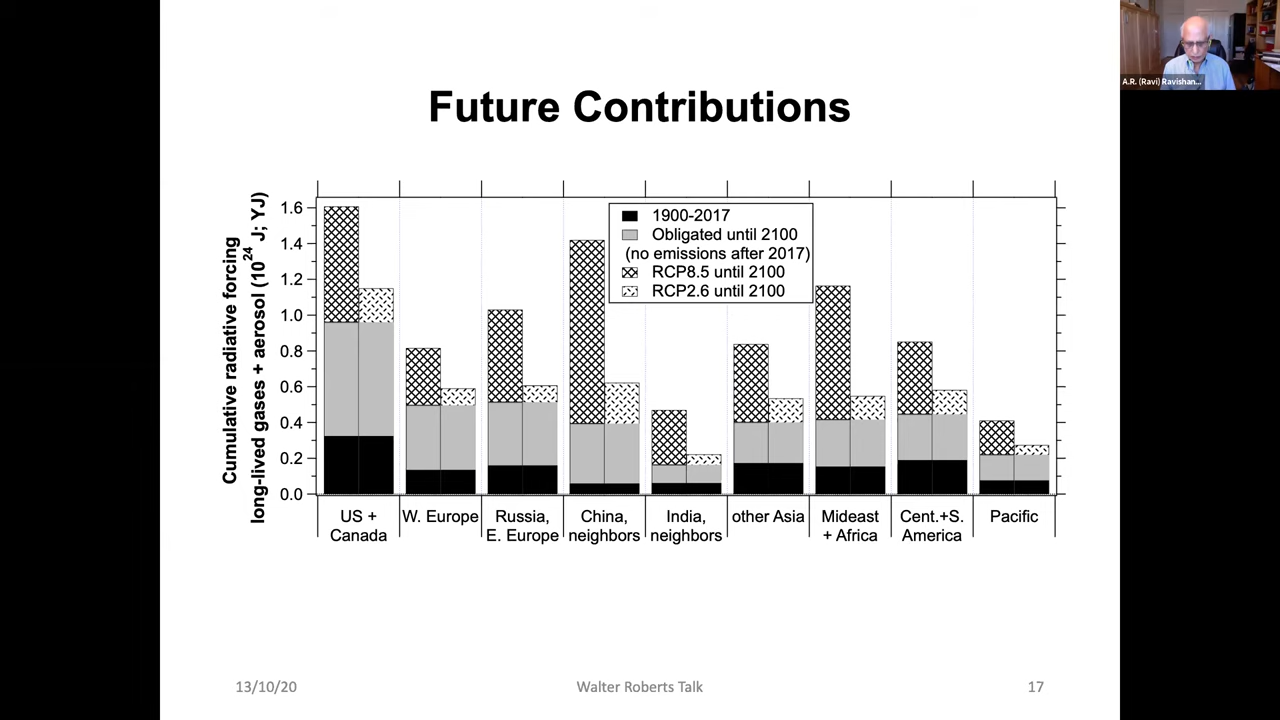 A.R. (Ravi) Ravishan...
Future Contributions
Cumulative radiative forcing
long-lived gases + aerosol (10²⁴ J; YJ)
1.6
1.4
1.2
1.0
0.8
0.6
0.4
0.2
0.0
1900-2017
Obligated until 2100
(no emissions after 2017)
RCP8.5 until 2100
RCP2.6 until 2100
US +
Canada
W. Europe
Russia,
E. Europe
China,
neighbors
India,
neighbors
other Asia
Mideast
+ Africa
Cent.+S.
America
Pacific
13/10/20
Walter Roberts Talk
17